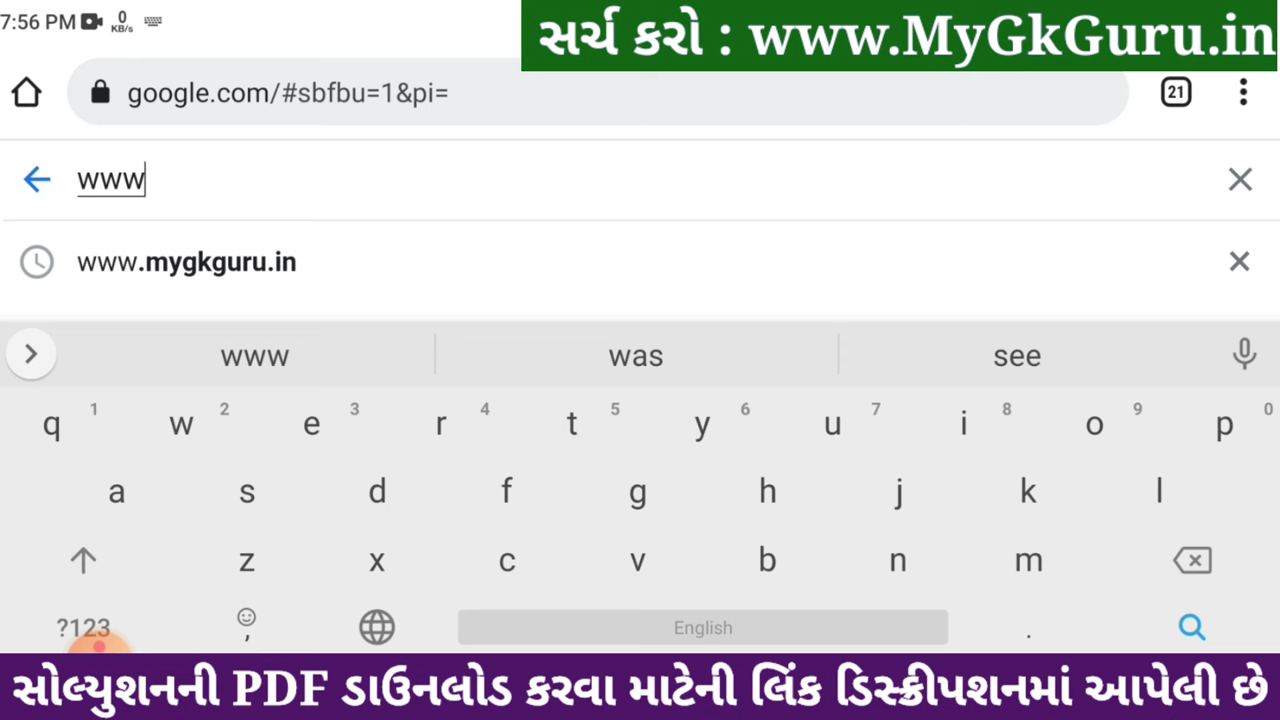 7:56 PM 0 KB/s
સર્ચ કરો : www.MyGkGuru.in
google.com/#sbfbu=1&pi=
21
www
www.mygkguru.in
www was see
q 1 w 2 e 3 r 4 t 5 y 6 u 7 i 8 o 9 p 0
a s d f g h j k l
z x c v b n m
?123 , English .
સોલ્યુશનની PDF ડાઉનલોડ કરવા માટેની લિંક ડિસ્ક્રીપશનમાં આપેલી છે